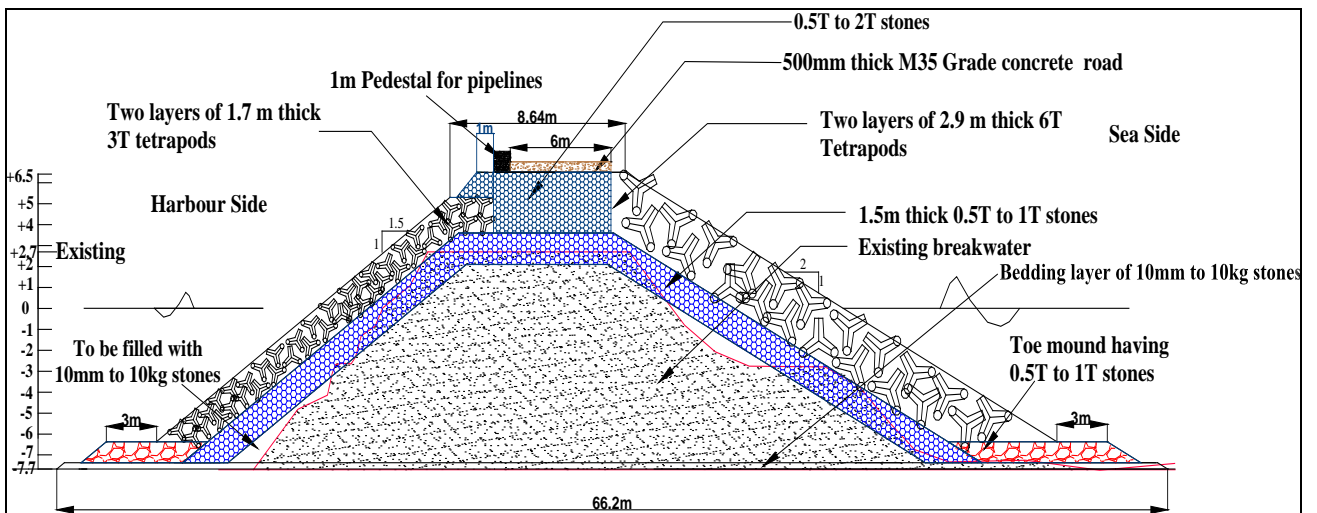 0.5T to 2T stones
500mm thick M35 Grade concrete road
1m Pedestal for pipelines
Two layers of 1.7 m thick
3T tetrapods
8.64m
1m
6m
Two layers of 2.9 m thick 6T
Tetrapods
Sea Side
Harbour Side
1.5m thick 0.5T to 1T stones
Existing breakwater
Bedding layer of 10mm to 10kg stones
Existing
1.5
1
2
1
+6.5
+5
+4
+2.7
+2
+1
0
-1
-2
-3
-4
-5
-6
-7
-7.7
To be filled with
10mm to 10kg stones
Toe mound having
0.5T to 1T stones
3m
3m
66.2m